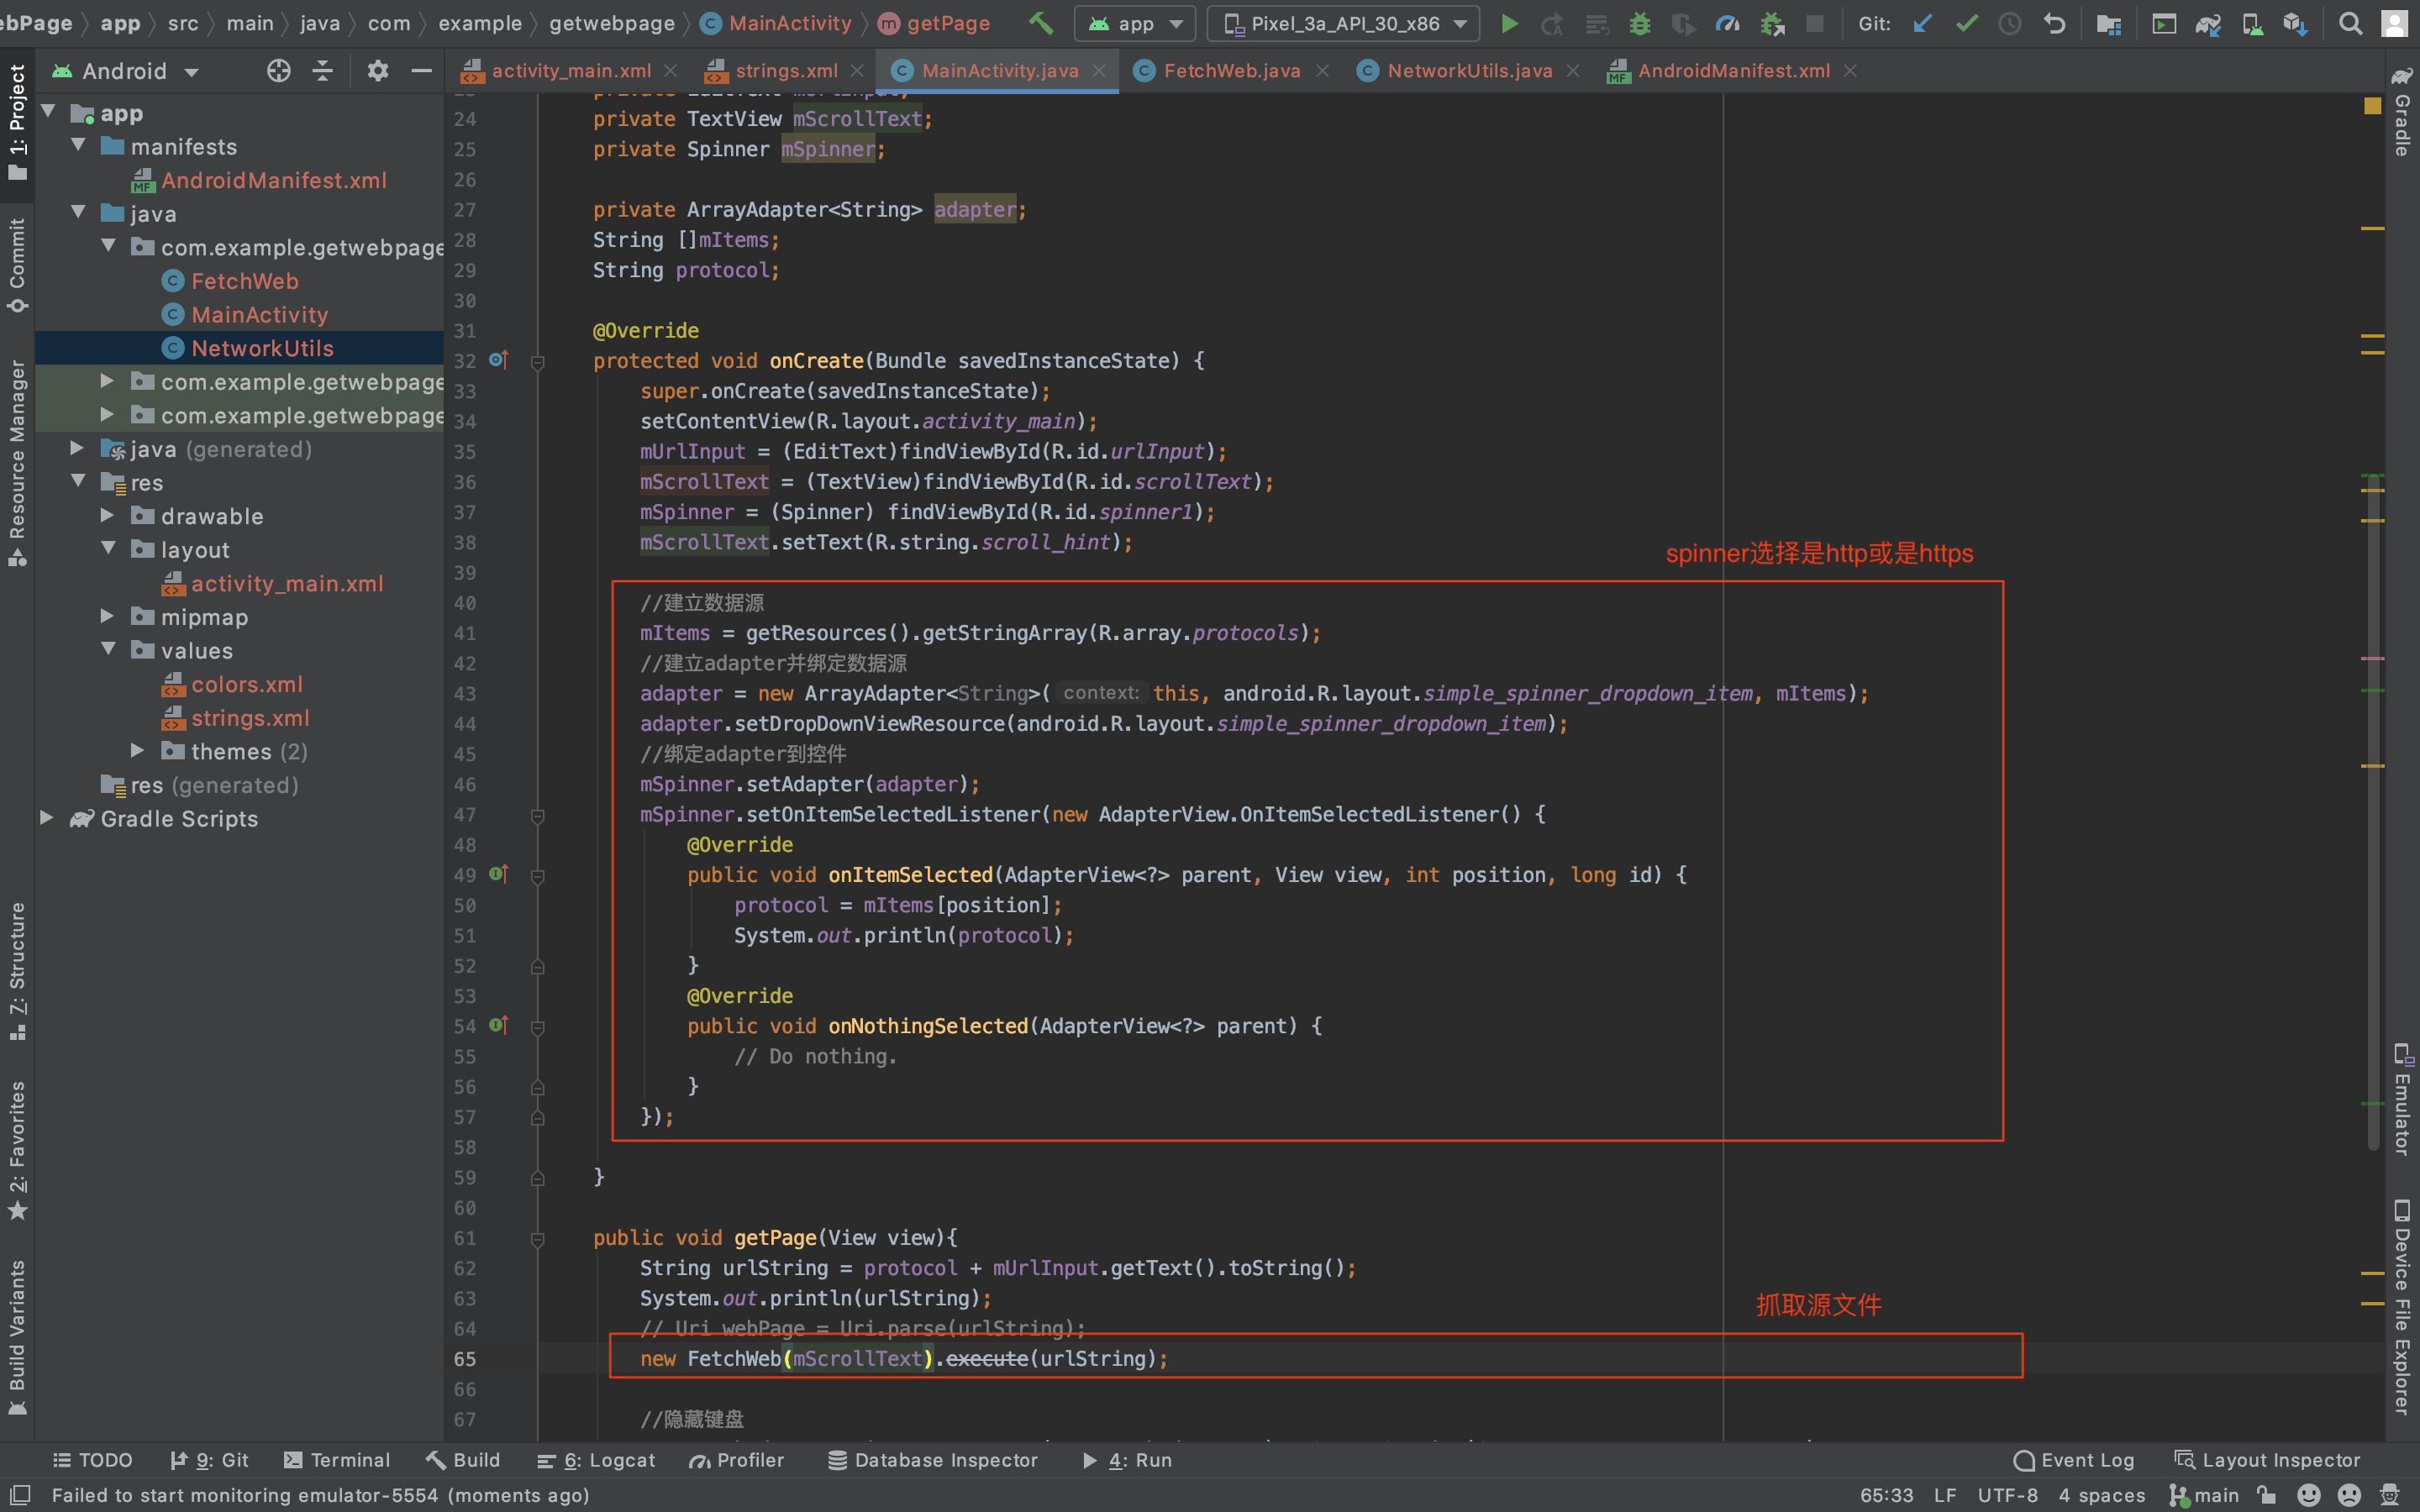 ebPage app src main java com example getwebpage MainActivity getPage app Pixel_3a_API_30_x86 Git:
Android activity_main.xml strings.xml MainActivity.java FetchWeb.java NetworkUtils.java AndroidManifest.xml
1: Project
Commit
Resource Manager
7: Structure
2: Favorites
Build Variants
app
manifests
AndroidManifest.xml
java
com.example.getwebpage
FetchWeb
MainActivity
NetworkUtils
com.example.getwebpage
com.example.getwebpage
java (generated)
res
drawable
layout
activity_main.xml
mipmap
values
colors.xml
strings.xml
themes (2)
res (generated)
Gradle Scripts
24 private TextView mScrollText;
25 private Spinner mSpinner;
26
27 private ArrayAdapter<String> adapter;
28 String []mItems;
29 String protocol;
30
31 @Override
32 protected void onCreate(Bundle savedInstanceState) {
33 super.onCreate(savedInstanceState);
34 setContentView(R.layout.activity_main);
35 mUrlInput = (EditText)findViewById(R.id.urlInput);
36 mScrollText = (TextView)findViewById(R.id.scrollText);
37 mSpinner = (Spinner) findViewById(R.id.spinner1);
38 mScrollText.setText(R.string.scroll_hint);
spinner选择是http或是https
39
40 //建立数据源
41 mItems = getResources().getStringArray(R.array.protocols);
42 //建立adapter并绑定数据源
43 adapter = new ArrayAdapter<String>( context: this, android.R.layout.simple_spinner_dropdown_item, mItems);
44 adapter.setDropDownViewResource(android.R.layout.simple_spinner_dropdown_item);
45 //绑定adapter到控件
46 mSpinner.setAdapter(adapter);
47 mSpinner.setOnItemSelectedListener(new AdapterView.OnItemSelectedListener() {
48 @Override
49 public void onItemSelected(AdapterView<?> parent, View view, int position, long id) {
50 protocol = mItems[position];
51 System.out.println(protocol);
52 }
53 @Override
54 public void onNothingSelected(AdapterView<?> parent) {
55 // Do nothing.
56 }
57 });
58
59 }
60
61 public void getPage(View view){
62 String urlString = protocol + mUrlInput.getText().toString();
63 System.out.println(urlString);
抓取源文件
64 // Uri webPage = Uri.parse(urlString);
65 new FetchWeb(mScrollText).execute(urlString);
66
67 //隐藏键盘
Gradle
Emulator
Device File Explorer
TODO 9: Git Terminal Build 6: Logcat Profiler Database Inspector 4: Run Event Log Layout Inspector
Failed to start monitoring emulator-5554 (moments ago) 65:33 LF UTF-8 4 spaces main